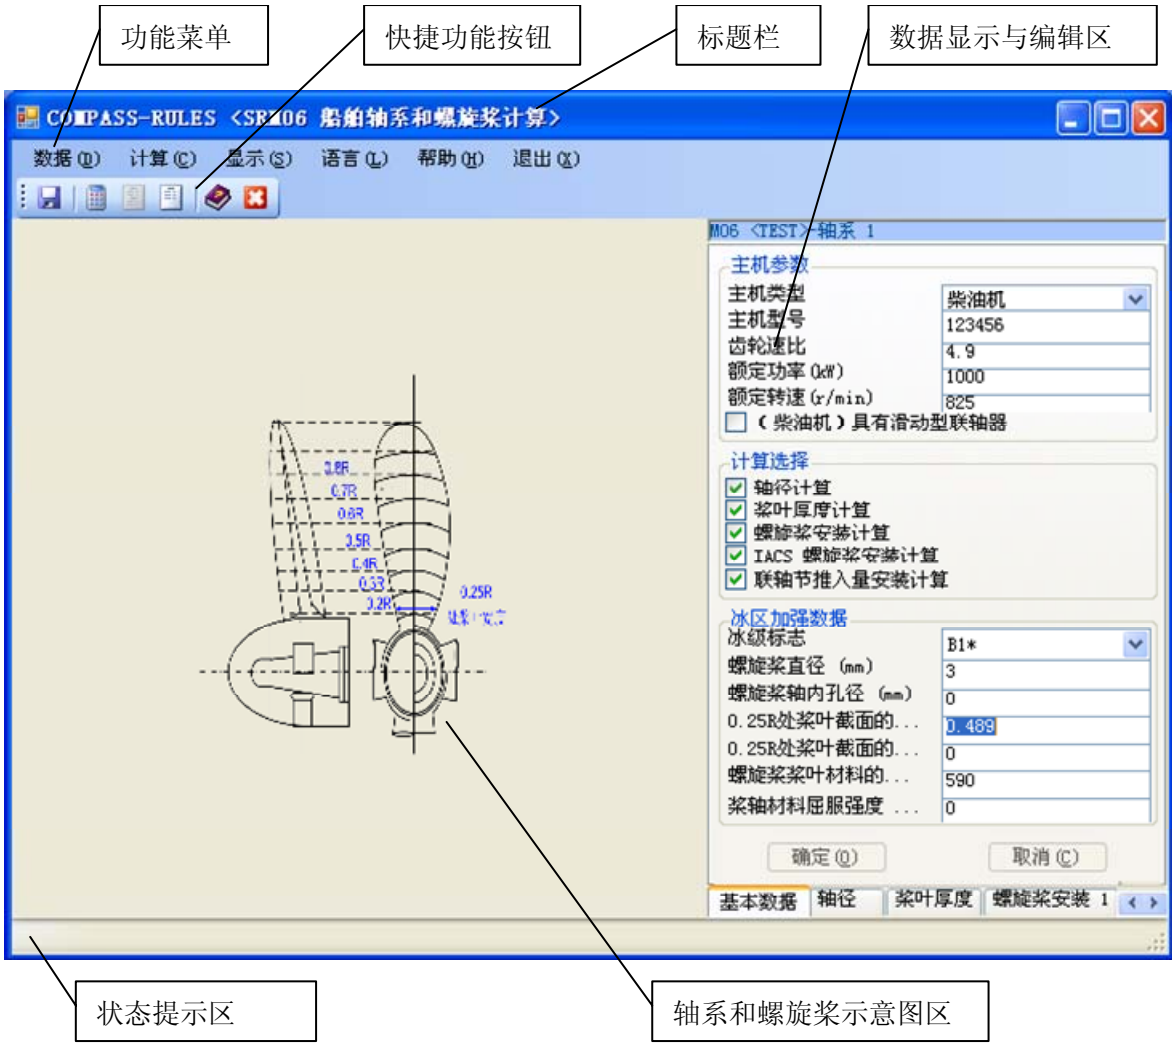 功能菜单
快捷功能按钮
标题栏
数据显示与编辑区
COMPASS-RULES <SRM06 船舶轴系和螺旋桨计算>
数据(D) 计算(C) 显示(S) 语言(L) 帮助(H) 退出(X)
M06 <TEST>-轴系 1
主机参数
主机类型 柴油机
主机型号 123456
齿轮速比 4.9
额定功率(kW) 1000
额定转速(r/min) 825
(柴油机)具有滑动型联轴器
计算选择
轴径计算
桨叶厚度计算
螺旋桨安装计算
IACS 螺旋桨安装计算
联轴节推入量安装计算
冰区加强数据
冰级标志 B1*
螺旋桨直径 (mm) 3
螺旋桨轴内孔径 (mm) 0
0.25R处桨叶截面的... 0.489
0.25R处桨叶截面的... 0
螺旋桨桨叶材料的... 590
桨轴材料屈服强度 ... 0
确定(O) 取消(C)
基本数据 轴径 桨叶厚度 螺旋桨安装 1
0.8R
0.7R
0.6R
0.5R
0.4R
0.3R
0.2R
0.25R
状态提示区
轴系和螺旋桨示意图区